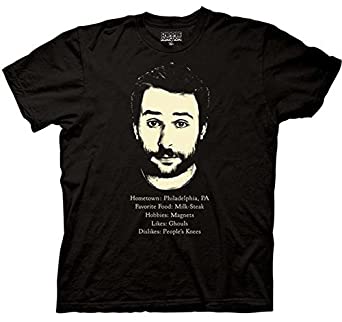 Hometown: Philadelphia, PA
Favorite Food: Milk-Steak
Hobbies: Magnets
Likes: Ghouls
Dislikes: People's Knees